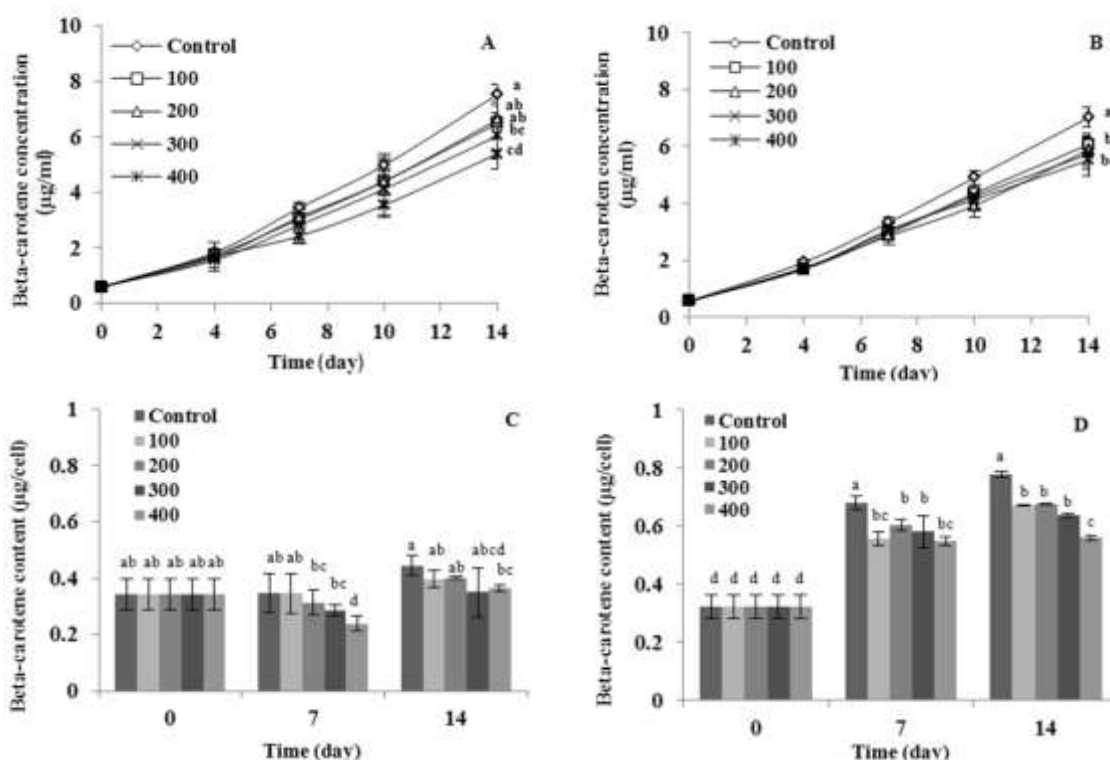 Beta-carotene concentration
(µg/ml)
10
8
6
4
2
0
A
Control
100
200
300
400
a
ab
ab
bc
cd
0 2 4 6 8 10 12 14
Time (day)
Beta-caroten concentration
(µg/ml)
10
8
6
4
2
0
B
Control
100
200
300
400
a
b
b
0 2 4 6 8 10 12 14
Time (day)
Beta-carotene content (µg/cell)
1
0.8
0.6
0.4
0.2
0
C
Control
100
200
300
400
ab ab ab ab ab
ab ab bc bc d
a ab ab abcd bc
0 7 14
Time (day)
Beta-carotene content (µg/cell)
1
0.8
0.6
0.4
0.2
0
D
Control
100
200
300
400
d d d d d
a bc b b bc
a b b b c
0 7 14
Time (day)